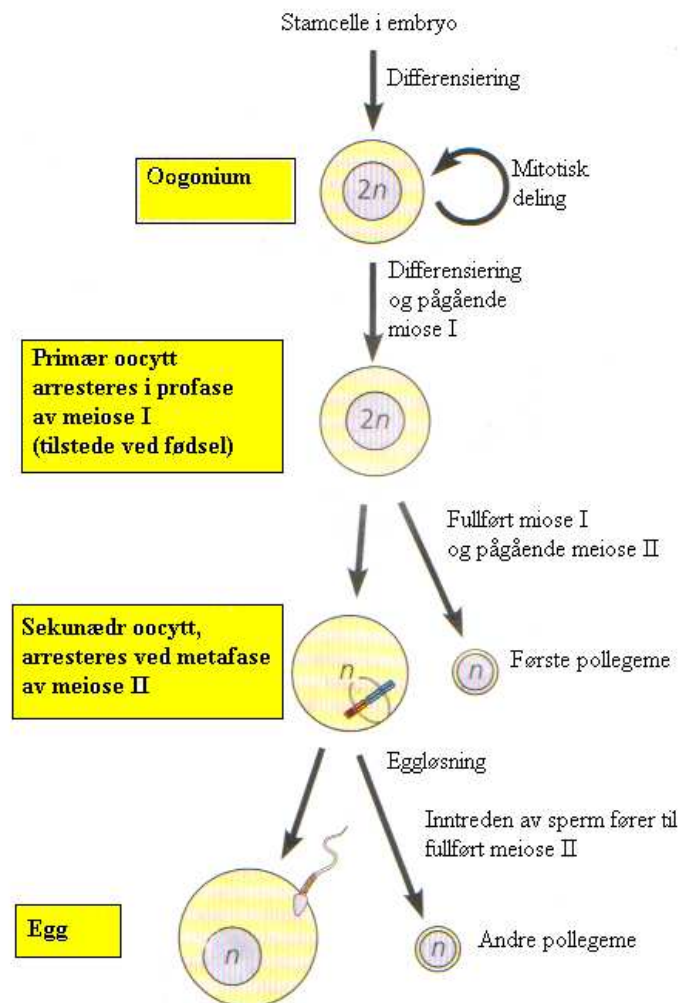 Stamcelle i embryo
Differensiering
Oogonium
2n
Mitotisk
deling
Differensiering
og pågående
miose I
Primær oocytt
arresteres i profase
av meiose I
(tilstede ved fødsel)
2n
Fullført miose I
og pågående meiose II
Sekunædr oocytt,
arresteres ved metafase
av meiose II
n
n
Første pollegeme
Eggløsning
Inntreden av sperm fører til
fullført meiose II
Egg
n
n
Andre pollegeme